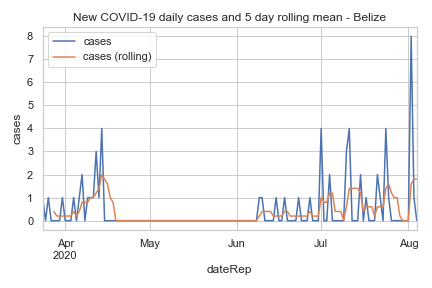 New COVID-19 daily cases and 5 day rolling mean - Belize
cases
cases (rolling)
cases
8
7
6
5
4
3
2
1
0
Apr
2020
May
Jun
Jul
Aug
dateRep